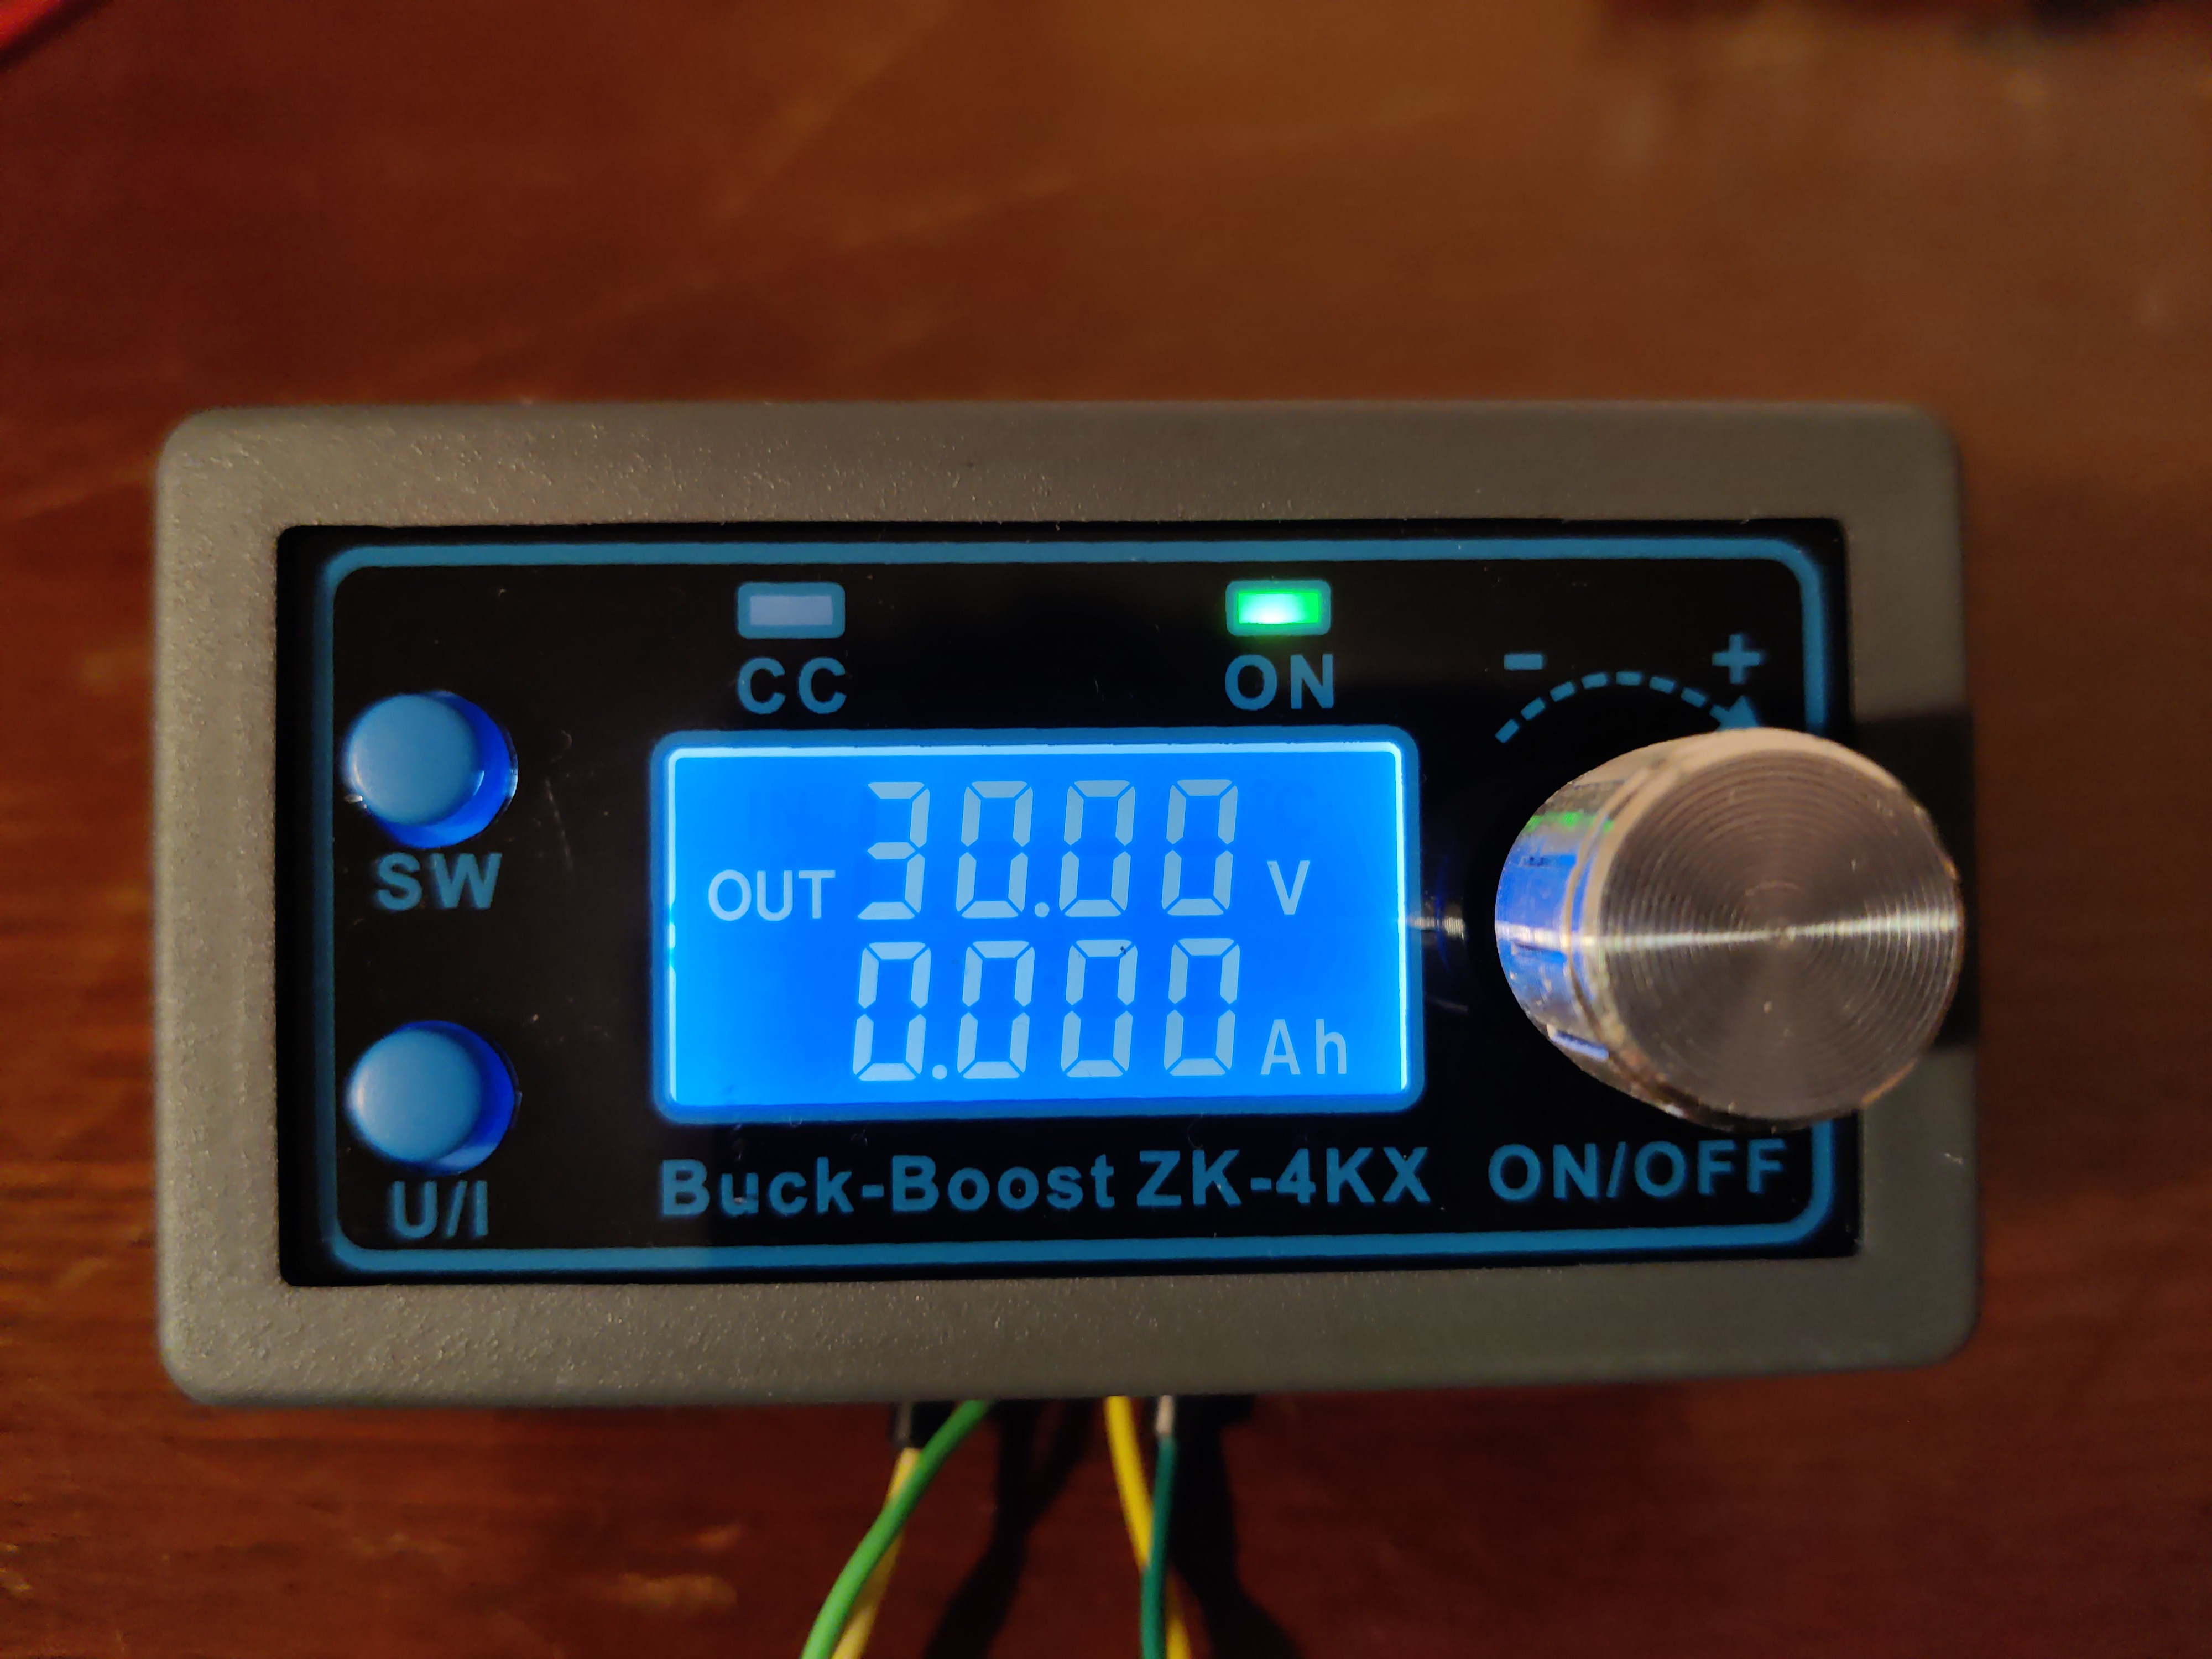 CC ON
- +
SW
OUT 30.00 V
0.000 Ah
U/I
Buck-Boost ZK-4KX
ON/OFF